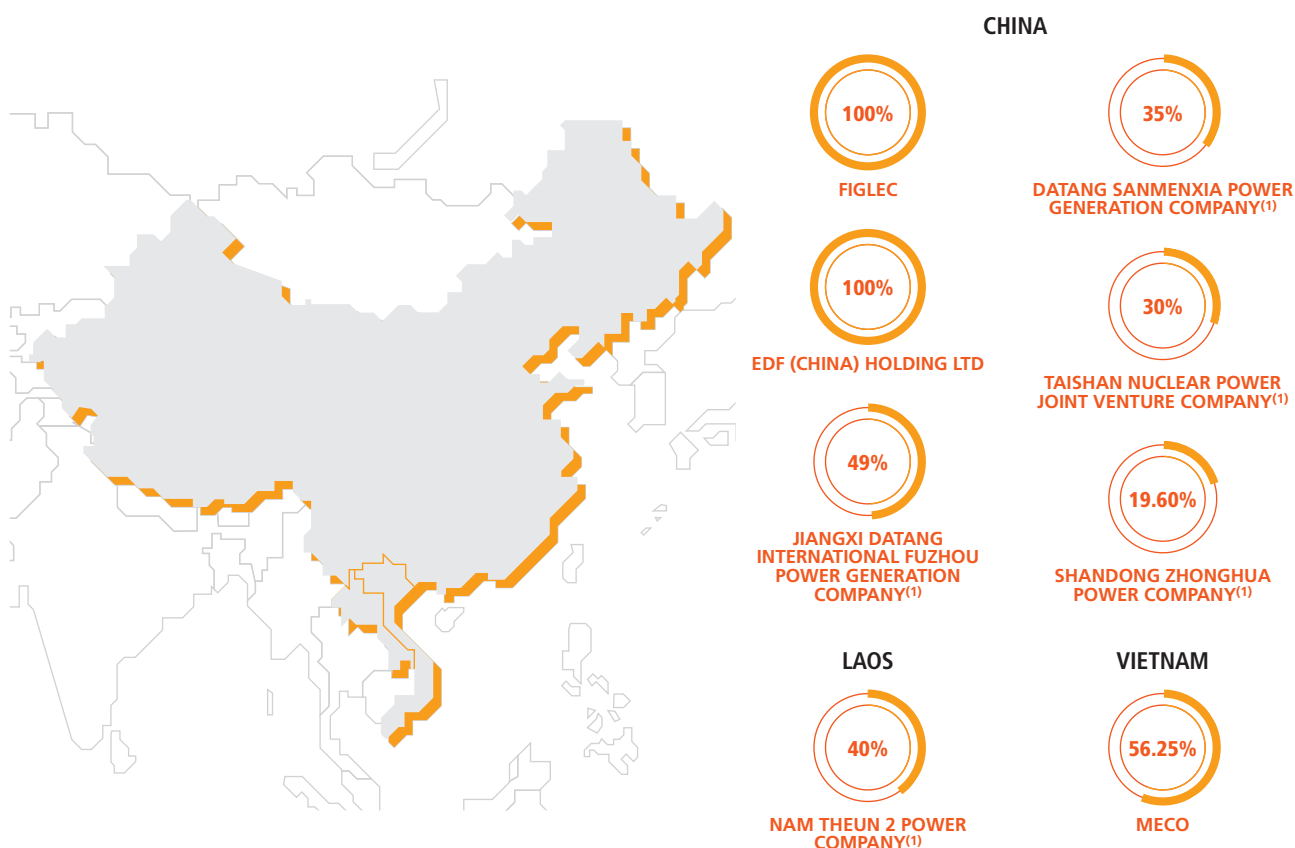 CHINA
100%
FIGLEC
35%
DATANG SANMENXIA POWER
GENERATION COMPANY(1)
100%
EDF (CHINA) HOLDING LTD
30%
TAISHAN NUCLEAR POWER
JOINT VENTURE COMPANY(1)
49%
JIANGXI DATANG
INTERNATIONAL FUZHOU
POWER GENERATION
COMPANY(1)
19.60%
SHANDONG ZHONGHUA
POWER COMPANY(1)
LAOS
40%
NAM THEUN 2 POWER
COMPANY(1)
VIETNAM
56.25%
MECO